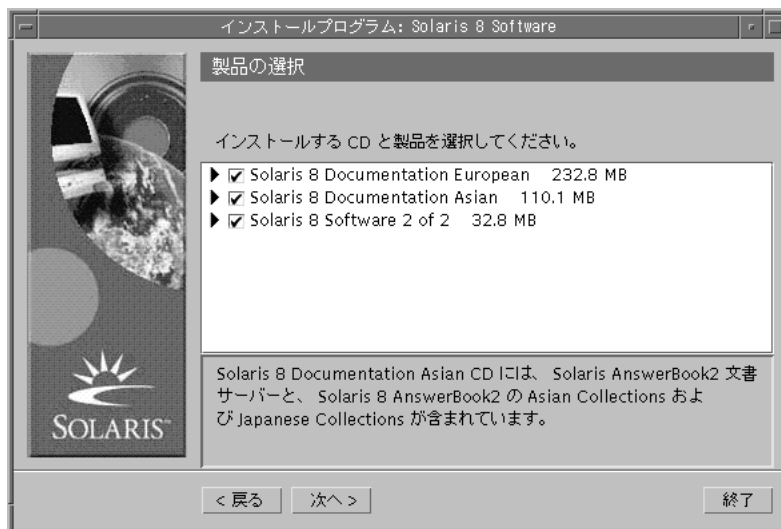 インストールプログラム: Solaris 8 Software
製品の選択
インストールする CD と製品を選択してください。
Solaris 8 Documentation European 232.8 MB
Solaris 8 Documentation Asian 110.1 MB
Solaris 8 Software 2 of 2 32.8 MB
Solaris 8 Documentation Asian CD には、 Solaris AnswerBook2 文書
サーバーと、 Solaris 8 AnswerBook2 の Asian Collections およ
び Japanese Collections が含まれています。
SOLARIS™
< 戻る 次へ > 終了